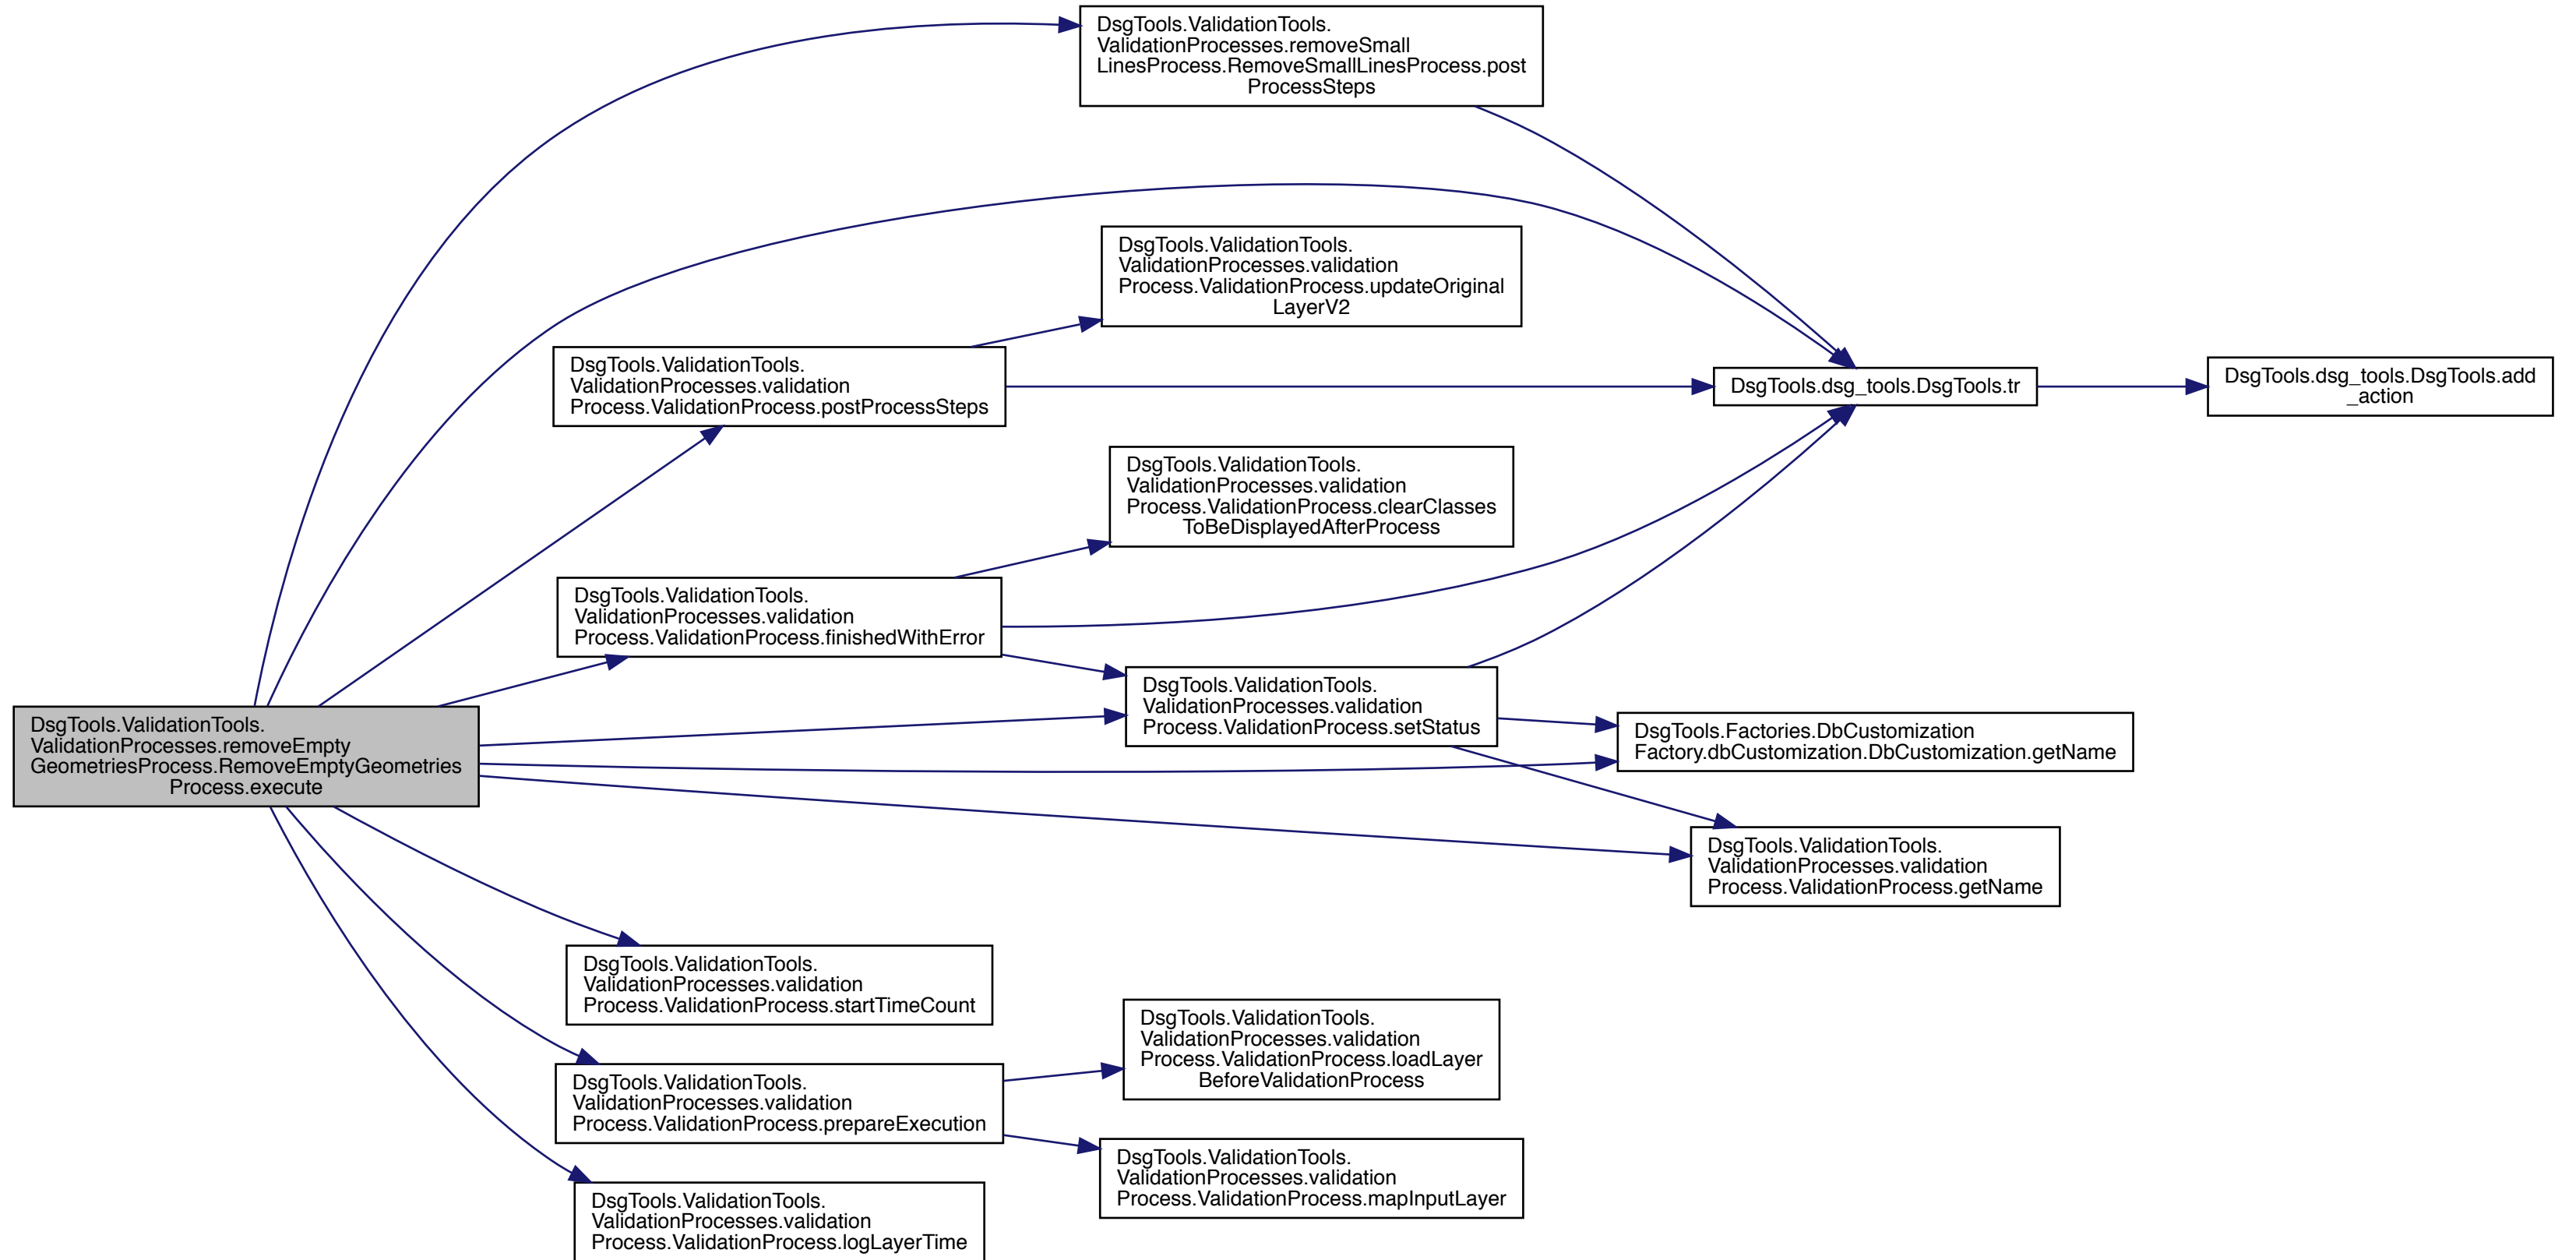 DsgTools.ValidationTools.
ValidationProcesses.removeSmall
LinesProcess.RemoveSmallLinesProcess.post
ProcessSteps
DsgTools.ValidationTools.
ValidationProcesses.validation
Process.ValidationProcess.updateOriginal
LayerV2
DsgTools.ValidationTools.
ValidationProcesses.validation
Process.ValidationProcess.postProcessSteps
DsgTools.dsg_tools.DsgTools.tr
DsgTools.dsg_tools.DsgTools.add
_action
DsgTools.ValidationTools.
ValidationProcesses.validation
Process.ValidationProcess.clearClasses
ToBeDisplayedAfterProcess
DsgTools.ValidationTools.
ValidationProcesses.validation
Process.ValidationProcess.finishedWithError
DsgTools.ValidationTools.
ValidationProcesses.validation
Process.ValidationProcess.setStatus
DsgTools.ValidationTools.
ValidationProcesses.removeEmpty
GeometriesProcess.RemoveEmptyGeometries
Process.execute
DsgTools.Factories.DbCustomization
Factory.dbCustomization.DbCustomization.getName
DsgTools.ValidationTools.
ValidationProcesses.validation
Process.ValidationProcess.getName
DsgTools.ValidationTools.
ValidationProcesses.validation
Process.ValidationProcess.startTimeCount
DsgTools.ValidationTools.
ValidationProcesses.validation
Process.ValidationProcess.loadLayer
BeforeValidationProcess
DsgTools.ValidationTools.
ValidationProcesses.validation
Process.ValidationProcess.prepareExecution
DsgTools.ValidationTools.
ValidationProcesses.validation
Process.ValidationProcess.mapInputLayer
DsgTools.ValidationTools.
ValidationProcesses.validation
Process.ValidationProcess.logLayerTime